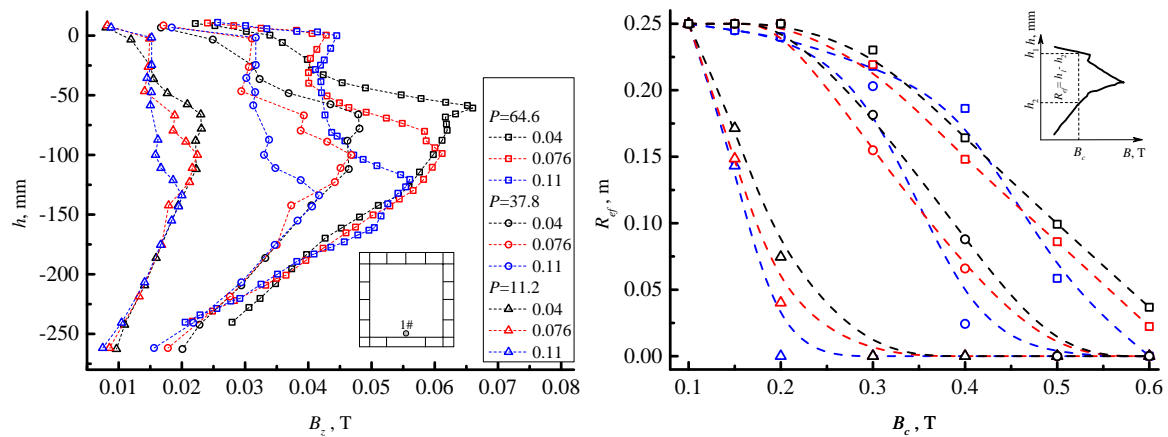 0
-50
-100
-150
-200
-250
h, mm
0.01 0.02 0.03 0.04 0.05 0.06 0.07 0.08
B_z , T
P=64.6
0.04
0.076
0.11
P=37.8
0.04
0.076
0.11
P=11.2
0.04
0.076
0.11
1#
0.25
0.20
0.15
0.10
0.05
0.00
R_ef , m
0.1 0.2 0.3 0.4 0.5 0.6
B_c , T
h, mm
h_1
R_ef = h_1 - h_2
h_2
B_c
B, T